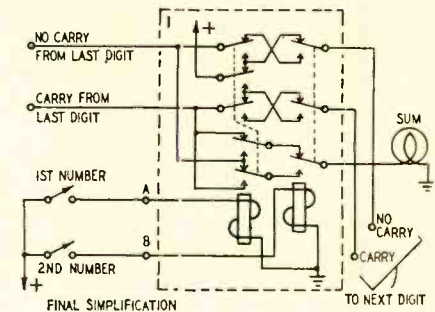 1
+
NO CARRY
FROM LAST DIGIT
CARRY FROM
LAST DIGIT
SUM
1ST NUMBER
A
NO
CARRY
B
CARRY
2ND NUMBER
+
TO NEXT DIGIT
FINAL SIMPLIFICATION